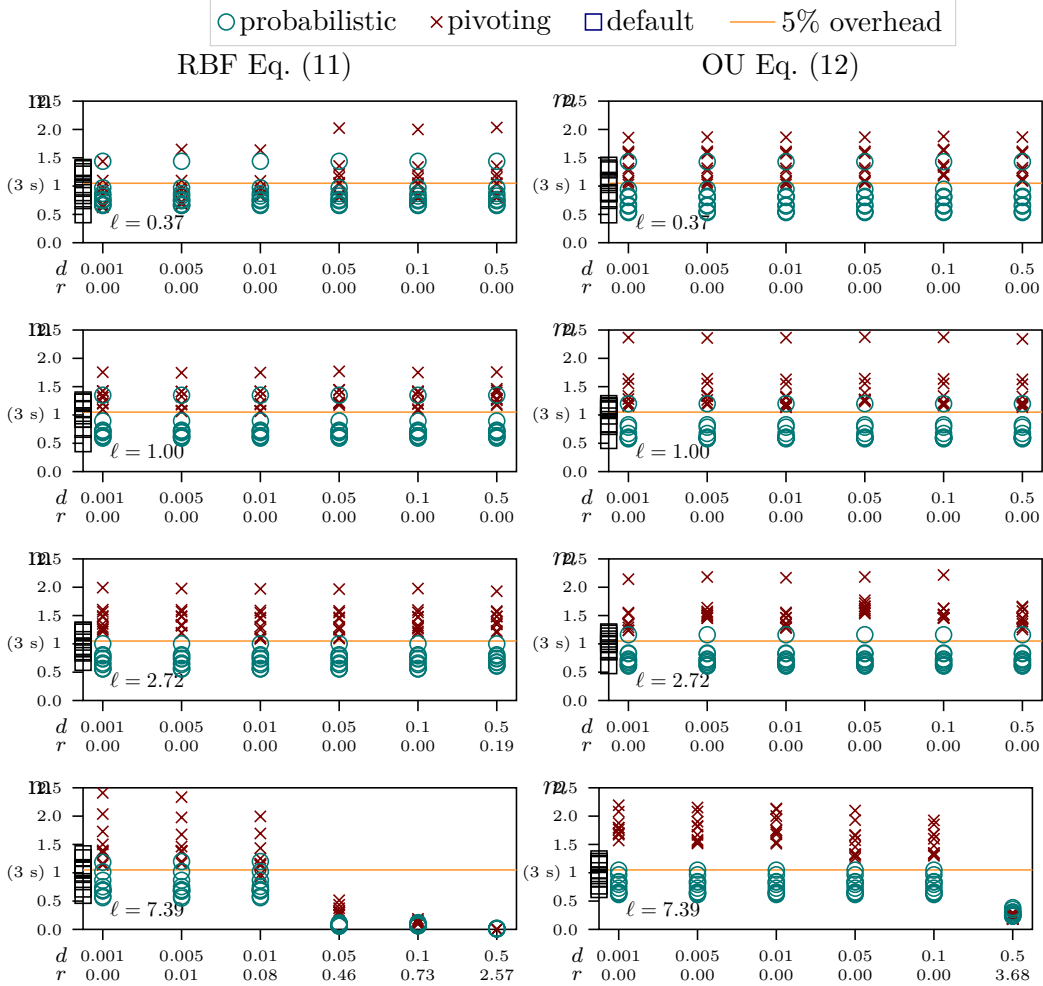 probabilistic pivoting default 5% overhead
RBF Eq. (11) OU Eq. (12)
m
2.5
2.0
1.5
(3 s) 1
0.5
0.0
ℓ = 0.37
d 0.001 0.005 0.01 0.05 0.1 0.5
r 0.00 0.00 0.00 0.00 0.00 0.00
m
2.5
2.0
1.5
(3 s) 1
0.5
0.0
ℓ = 0.37
d 0.001 0.005 0.01 0.05 0.1 0.5
r 0.00 0.00 0.00 0.00 0.00 0.00
m
2.5
2.0
1.5
(3 s) 1
0.5
0.0
ℓ = 1.00
d 0.001 0.005 0.01 0.05 0.1 0.5
r 0.00 0.00 0.00 0.00 0.00 0.00
m
2.5
2.0
1.5
(3 s) 1
0.5
0.0
ℓ = 1.00
d 0.001 0.005 0.01 0.05 0.1 0.5
r 0.00 0.00 0.00 0.00 0.00 0.00
m
2.5
2.0
1.5
(3 s) 1
0.5
0.0
ℓ = 2.72
d 0.001 0.005 0.01 0.05 0.1 0.5
r 0.00 0.00 0.00 0.00 0.00 0.19
m
2.5
2.0
1.5
(3 s) 1
0.5
0.0
ℓ = 2.72
d 0.001 0.005 0.01 0.05 0.1 0.5
r 0.00 0.00 0.00 0.00 0.00 0.00
m
2.5
2.0
1.5
(3 s) 1
0.5
0.0
ℓ = 7.39
d 0.001 0.005 0.01 0.05 0.1 0.5
r 0.00 0.01 0.08 0.46 0.73 2.57
m
2.5
2.0
1.5
(3 s) 1
0.5
0.0
ℓ = 7.39
d 0.001 0.005 0.01 0.05 0.1 0.5
r 0.00 0.00 0.00 0.00 0.00 3.68